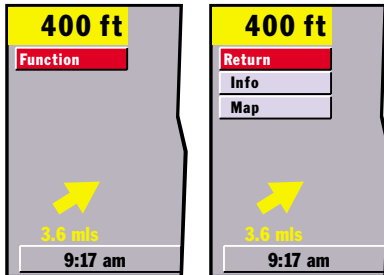 400 ft
Function
3.6 mls
9:17 am
400 ft
Return
Info
Map
3.6 mls
9:17 am